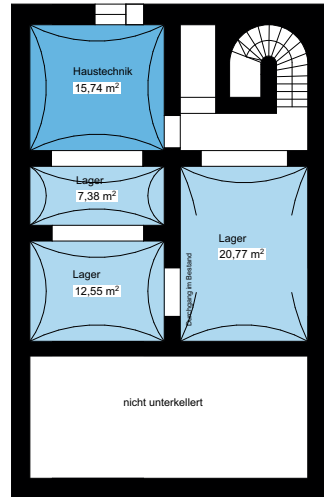 Haustechnik
15,74 m²
Lager
7,38 m²
Lager
12,55 m²
Durchgang im Bestand
Lager
20,77 m²
nicht unterkellert